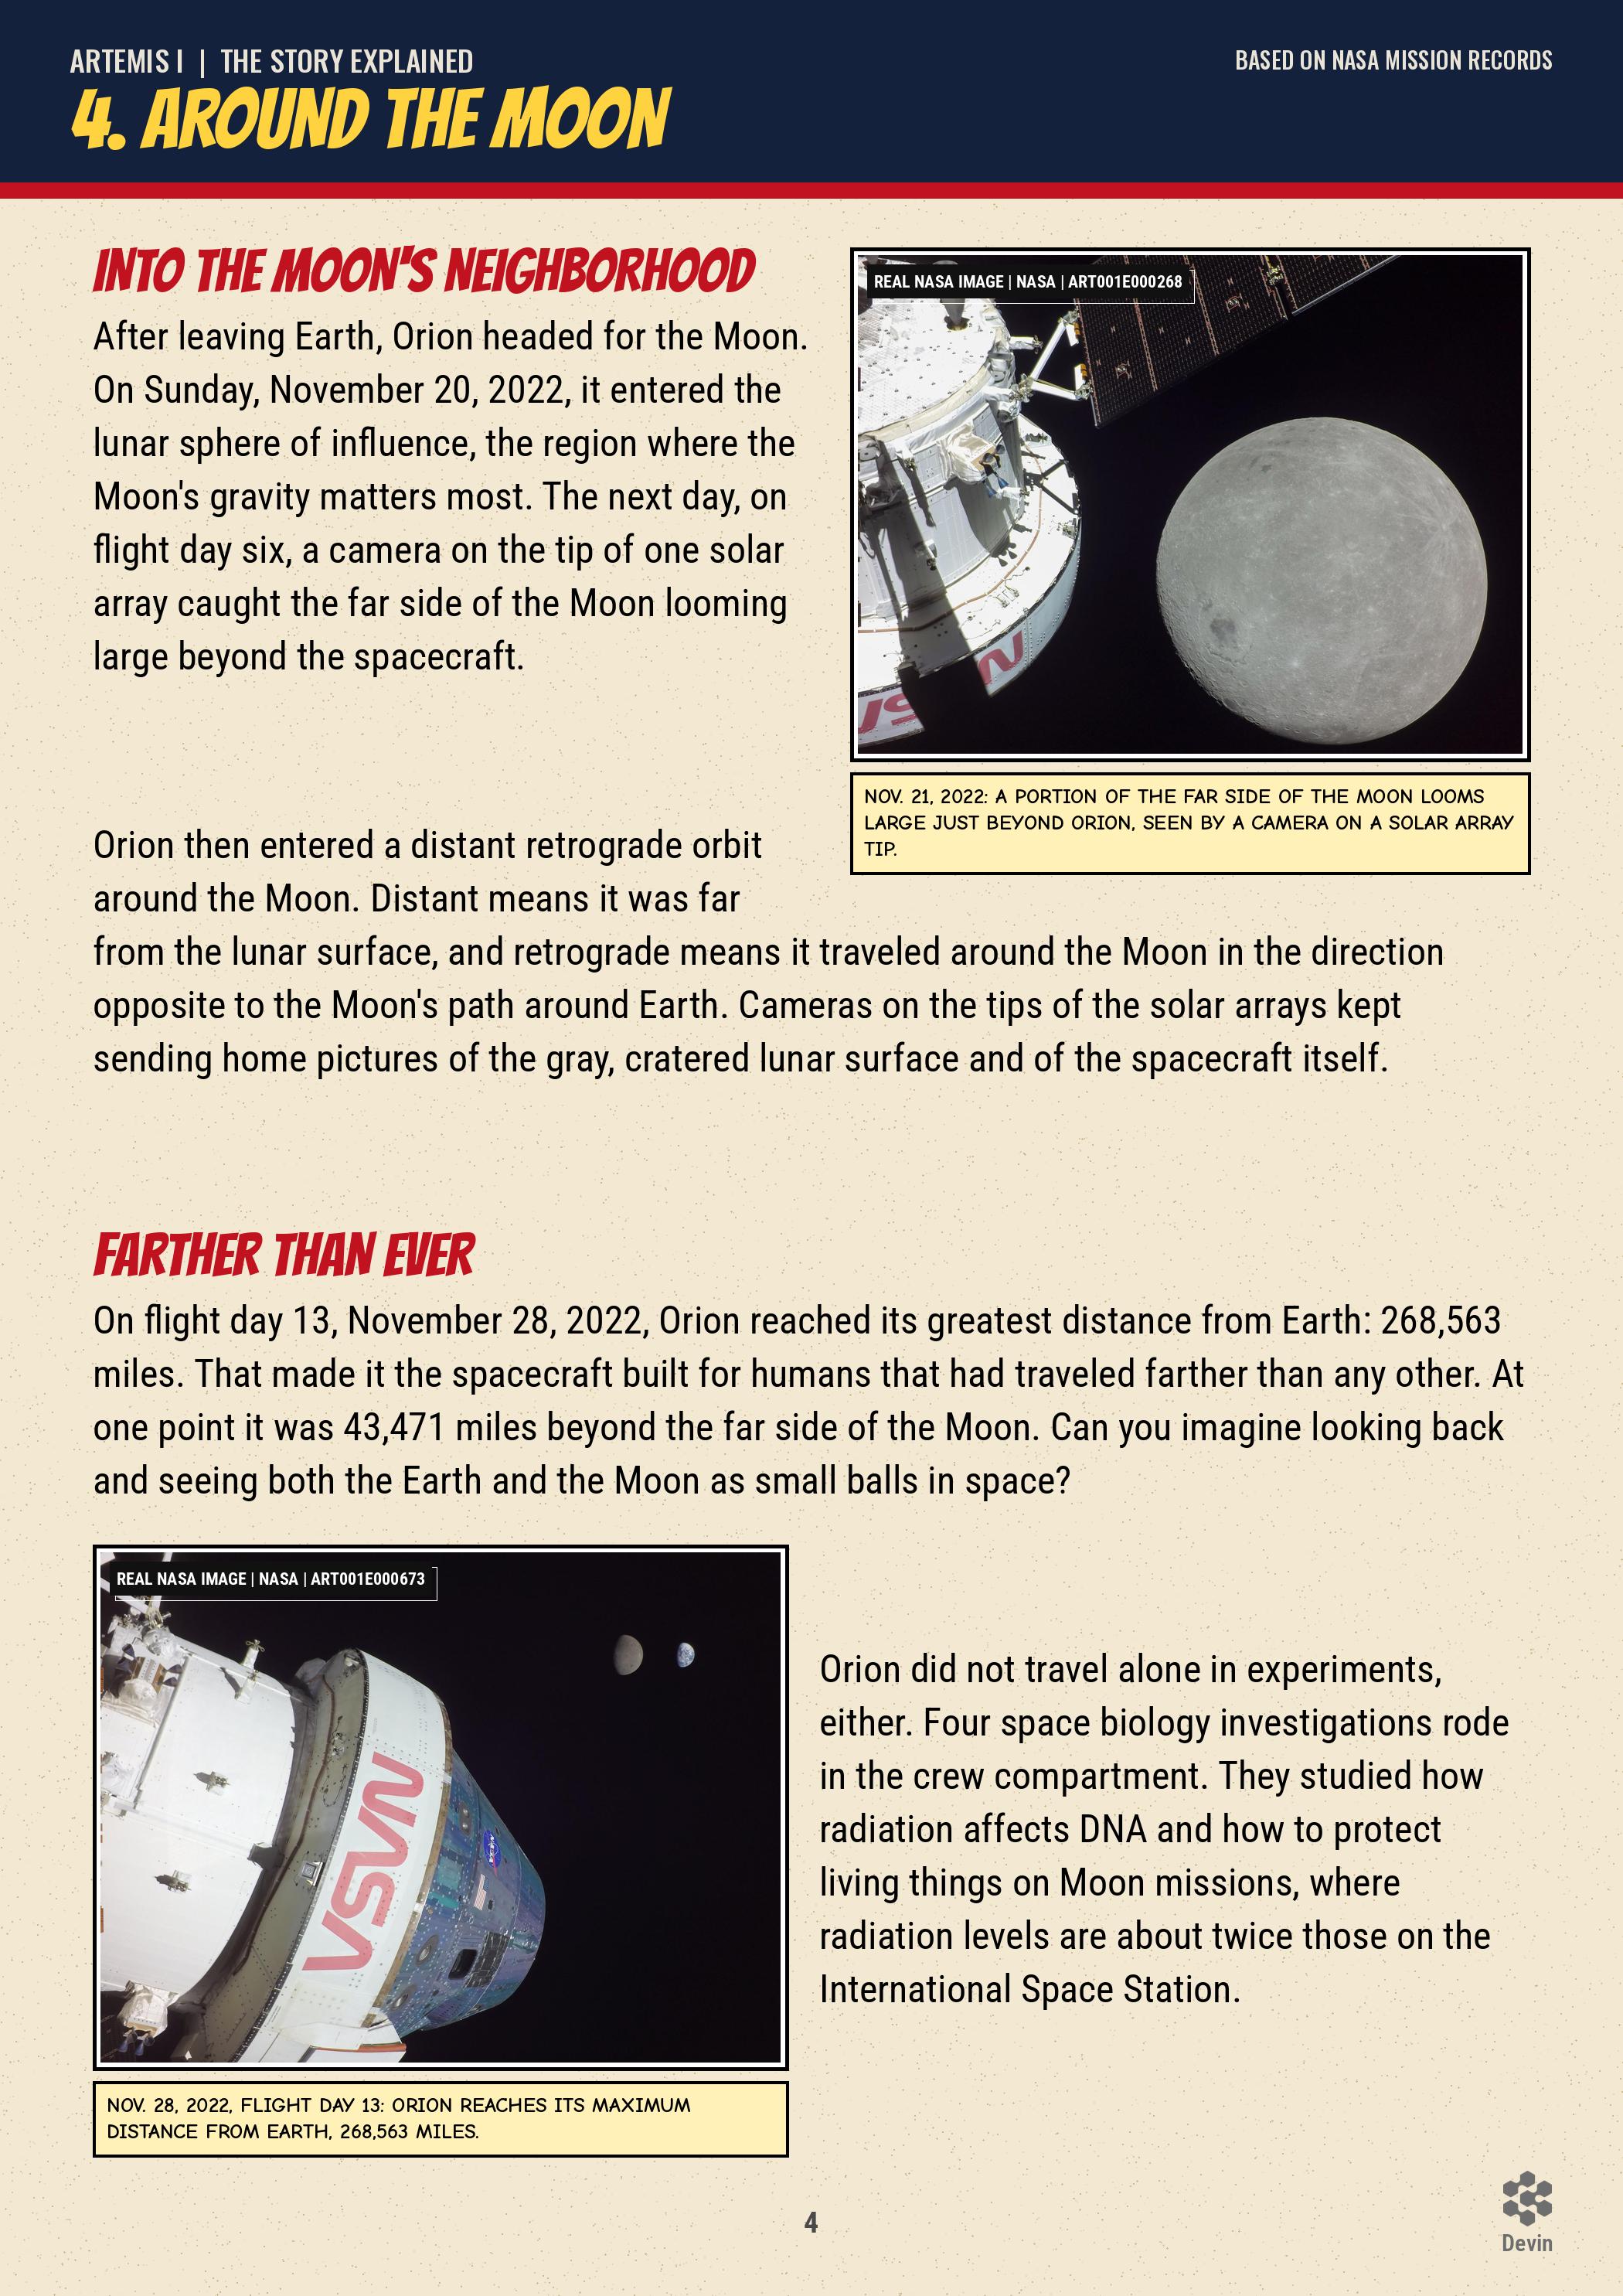 ARTEMIS I | THE STORY EXPLAINED
BASED ON NASA MISSION RECORDS
4. AROUND THE MOON
INTO THE MOON'S NEIGHBORHOOD
After leaving Earth, Orion headed for the Moon.
On Sunday, November 20, 2022, it entered the
lunar sphere of influence, the region where the
Moon's gravity matters most. The next day, on
flight day six, a camera on the tip of one solar
array caught the far side of the Moon looming
large beyond the spacecraft.
REAL NASA IMAGE | NASA | ART001E000268
NOV. 21, 2022: A PORTION OF THE FAR SIDE OF THE MOON LOOMS
LARGE JUST BEYOND ORION, SEEN BY A CAMERA ON A SOLAR ARRAY
TIP.
Orion then entered a distant retrograde orbit
around the Moon. Distant means it was far
from the lunar surface, and retrograde means it traveled around the Moon in the direction
opposite to the Moon's path around Earth. Cameras on the tips of the solar arrays kept
sending home pictures of the gray, cratered lunar surface and of the spacecraft itself.
FARTHER THAN EVER
On flight day 13, November 28, 2022, Orion reached its greatest distance from Earth: 268,563
miles. That made it the spacecraft built for humans that had traveled farther than any other. At
one point it was 43,471 miles beyond the far side of the Moon. Can you imagine looking back
and seeing both the Earth and the Moon as small balls in space?
REAL NASA IMAGE | NASA | ART001E000673
NASA
NOV. 28, 2022, FLIGHT DAY 13: ORION REACHES ITS MAXIMUM
DISTANCE FROM EARTH, 268,563 MILES.
Orion did not travel alone in experiments,
either. Four space biology investigations rode
in the crew compartment. They studied how
radiation affects DNA and how to protect
living things on Moon missions, where
radiation levels are about twice those on the
International Space Station.
4
Devin